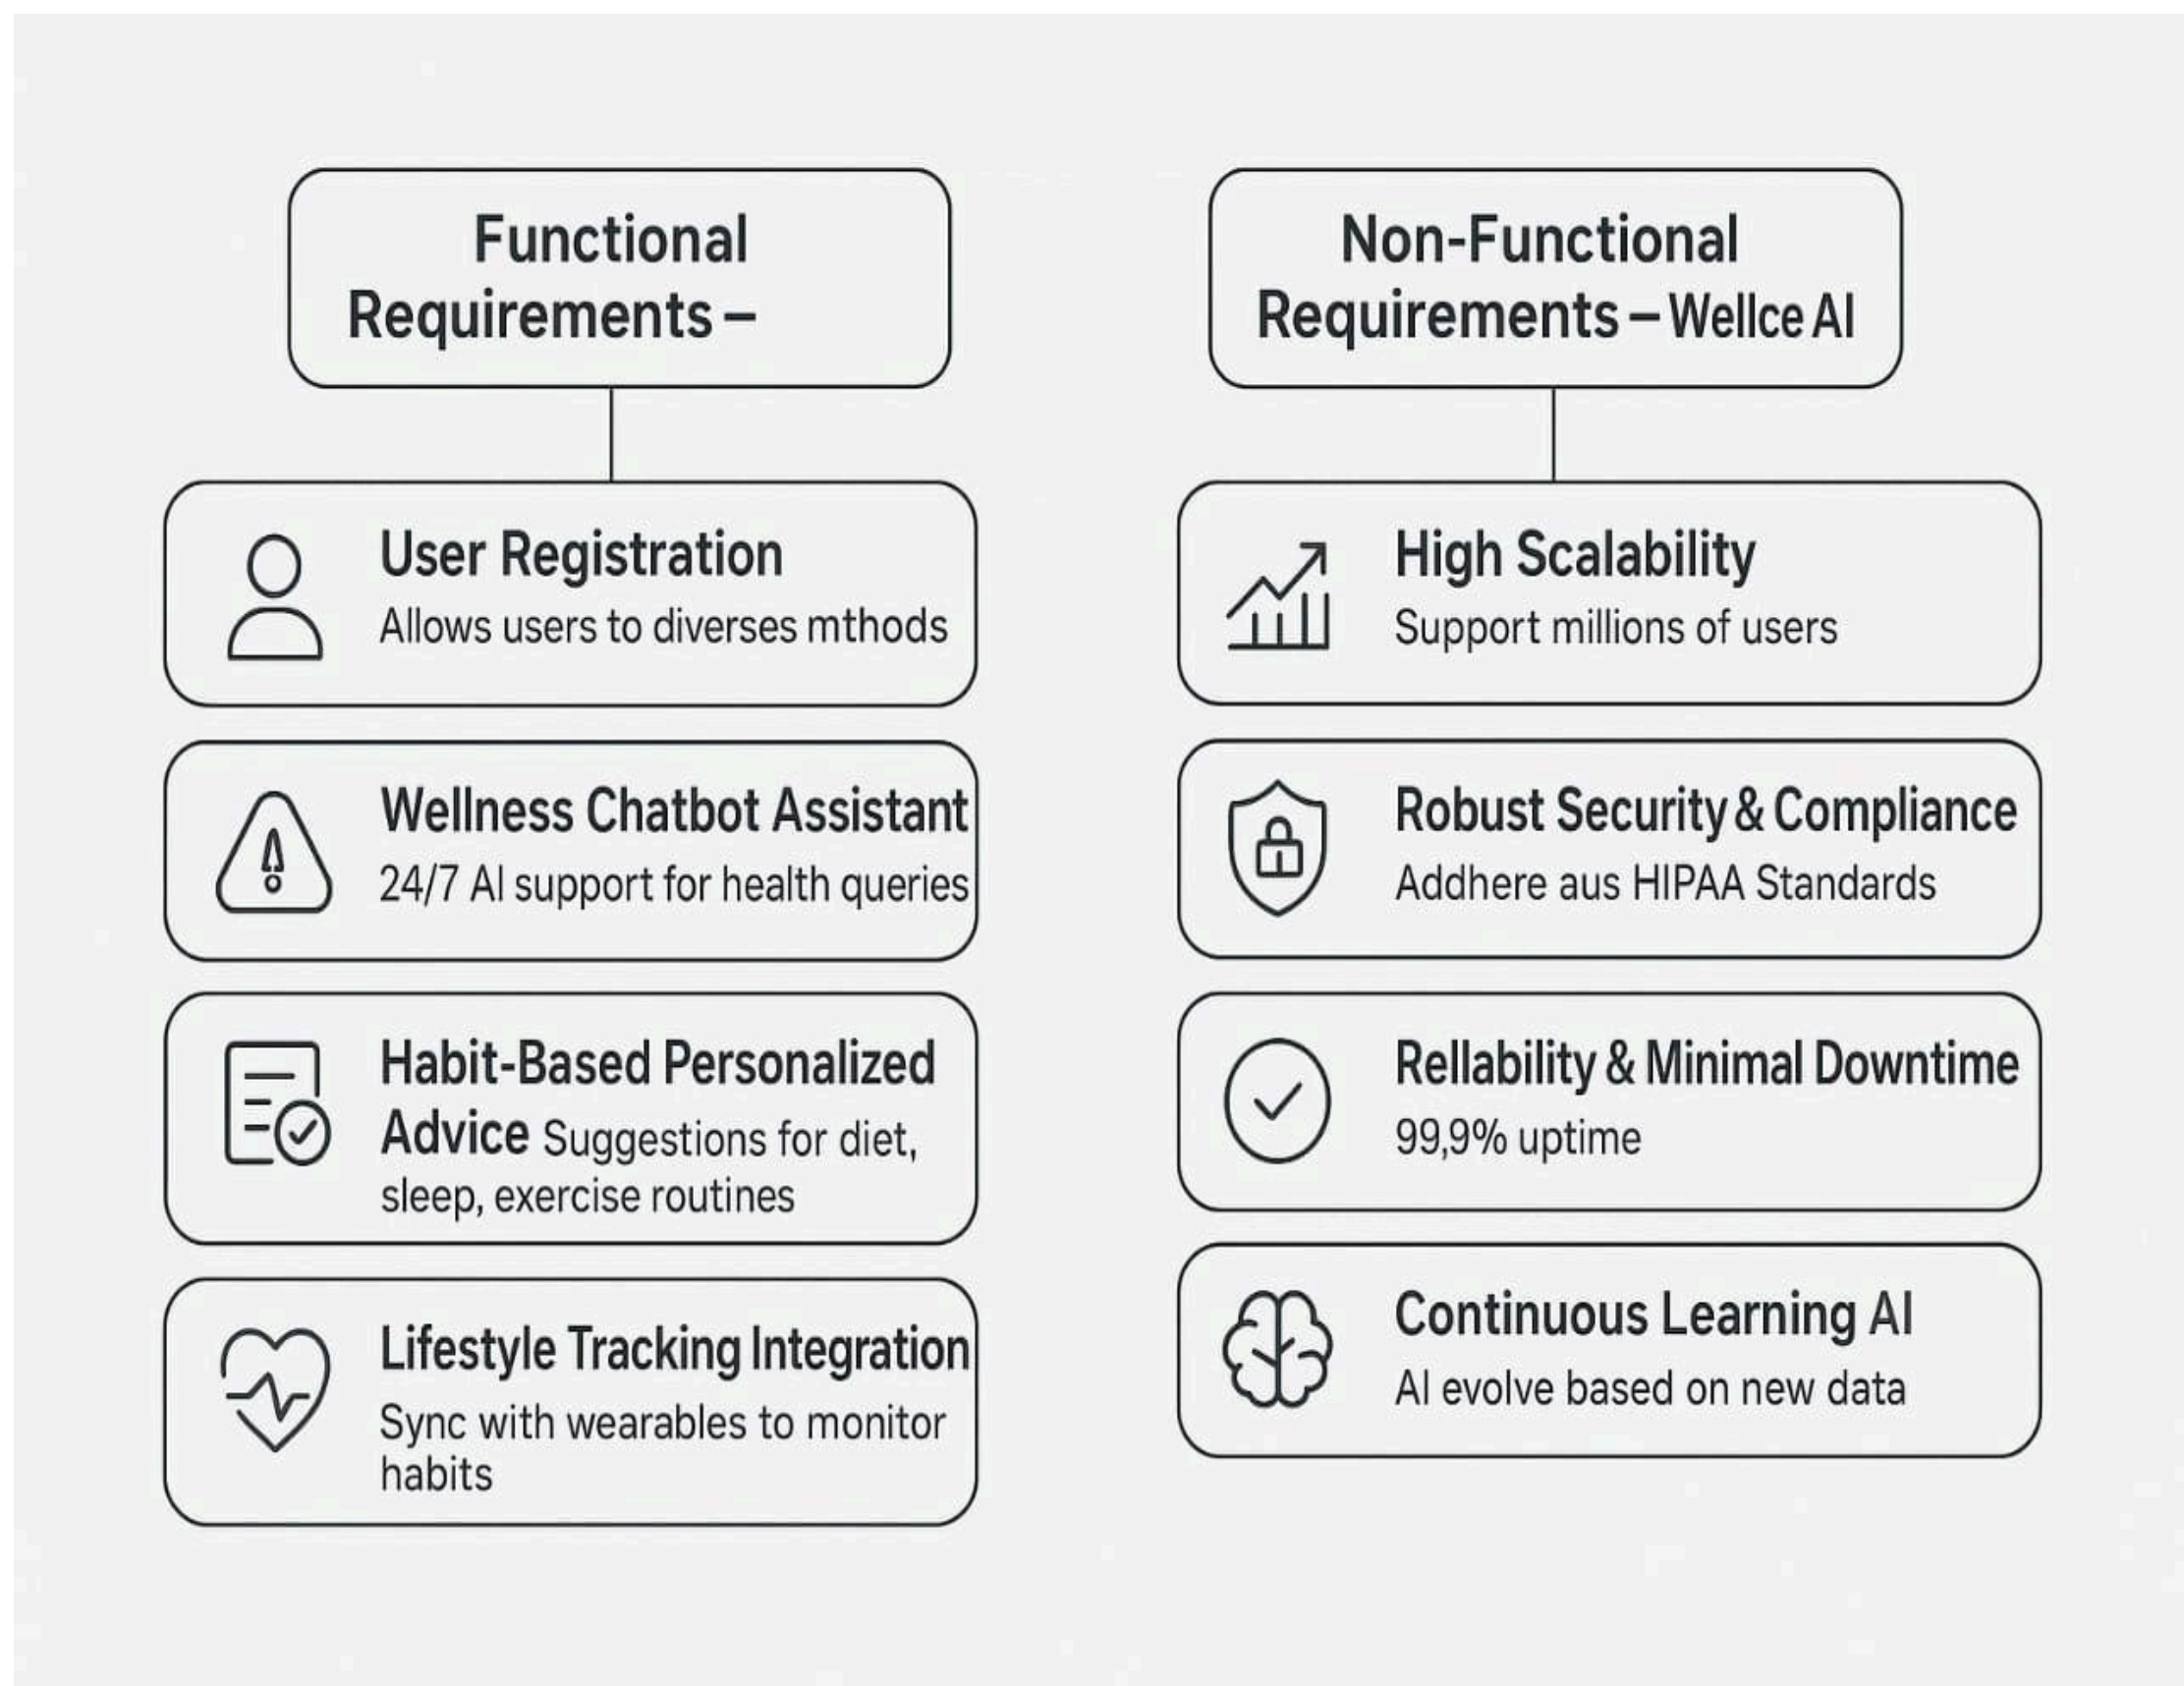 Functional
Requirements –
User Registration
Allows users to diverses mthods
Wellness Chatbot Assistant
24/7 AI support for health queries
Habit-Based Personalized
Advice Suggestions for diet,
sleep, exercise routines
Lifestyle Tracking Integration
Sync with wearables to monitor
habits
Non-Functional
Requirements – Wellce AI
High Scalability
Support millions of users
Robust Security & Compliance
Addhere aus HIPAA Standards
Rellability & Minimal Downtime
99,9% uptime
Continuous Learning AI
AI evolve based on new data